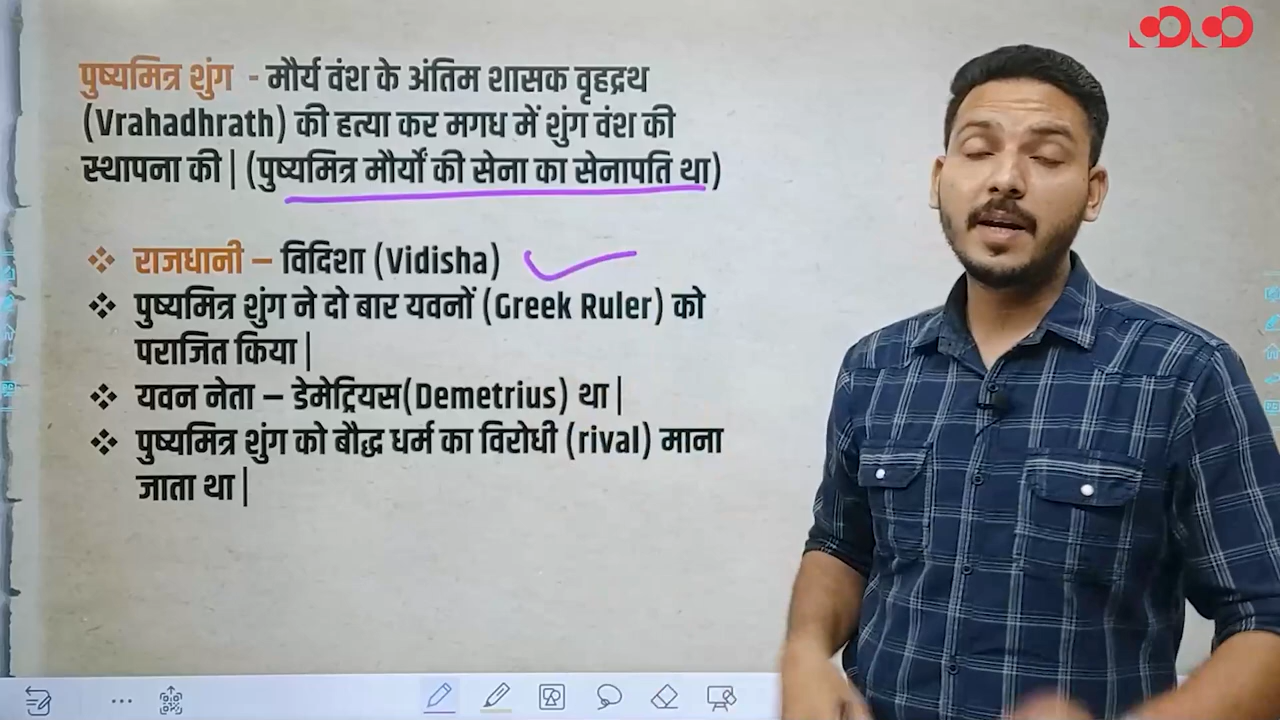 पुष्यमित्र शुंग - मौर्य वंश के अंतिम शासक वृहद्रथ
(Vrahadhrath) की हत्या कर मगध में शुंग वंश की
स्थापना की | (पुष्यमित्र मौर्यों की सेना का सेनापति था)
❖ राजधानी – विदिशा (Vidisha)
❖ पुष्यमित्र शुंग ने दो बार यवनों (Greek Ruler) को
पराजित किया |
❖ यवन नेता – डेमेट्रियस(Demetrius) था |
❖ पुष्यमित्र शुंग को बौद्ध धर्म का विरोधी (rival) माना
जाता था |